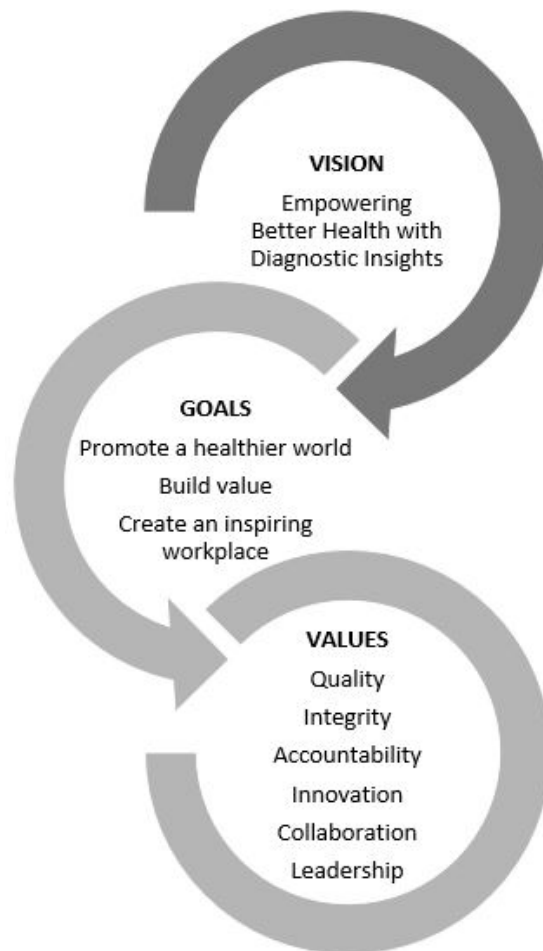 VISION
Empowering
Better Health with
Diagnostic Insights
GOALS
Promote a healthier world
Build value
Create an inspiring
workplace
VALUES
Quality
Integrity
Accountability
Innovation
Collaboration
Leadership